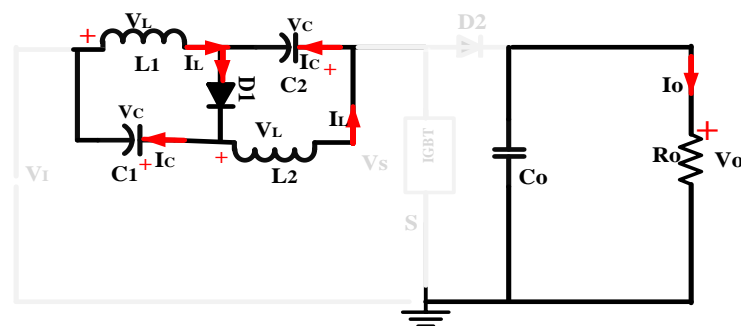 VL
IL
L1
VC
IC
C2
D2
Io
D1
VC
IC
C1
VL
L2
IL
VI
VS
IGBT
S
Co
Ro
Vo
+
+
+
+
+